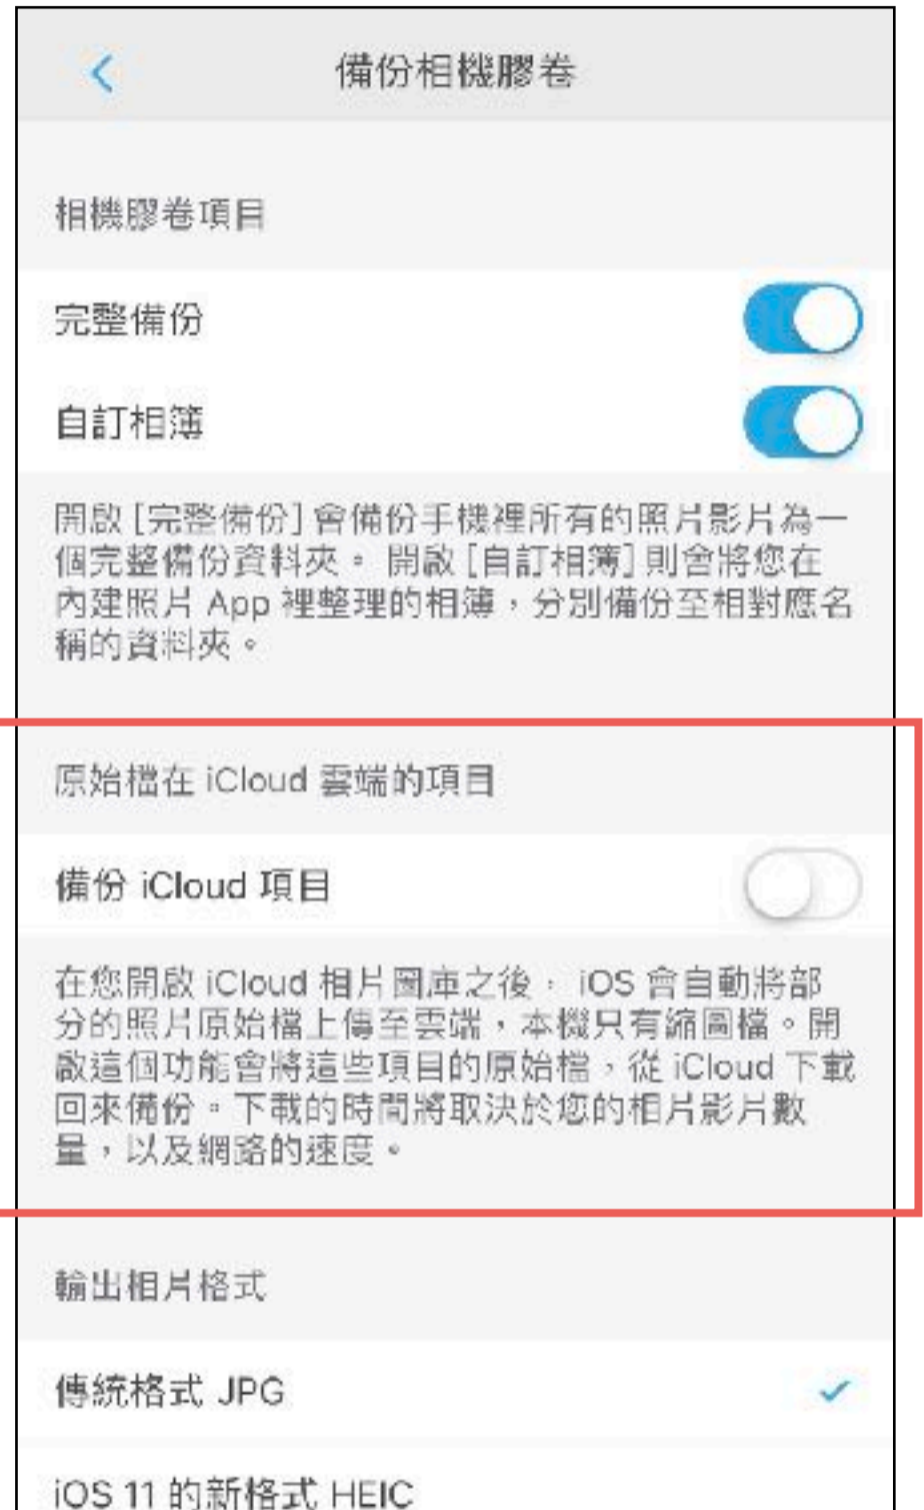 備份相機膠卷
相機膠卷項目
完整備份
自訂相簿
開啟 [完整備份] 會備份手機裡所有的照片影片為一
個完整備份資料夾。 開啟 [自訂相簿] 則會將您在
內建照片 App 裡整理的相簿，分別備份至相對應名
稱的資料夾。
原始檔在 iCloud 雲端的項目
備份 iCloud 項目
在您開啟 iCloud 相片圖庫之後， iOS 會自動將部
分的照片原始檔上傳至雲端，本機只有縮圖檔。開
啟這個功能會將這些項目的原始檔，從 iCloud 下載
回來備份。下載的時間將取決於您的相片影片數
量，以及網路的速度。
輸出相片格式
傳統格式 JPG
iOS 11 的新格式 HEIC